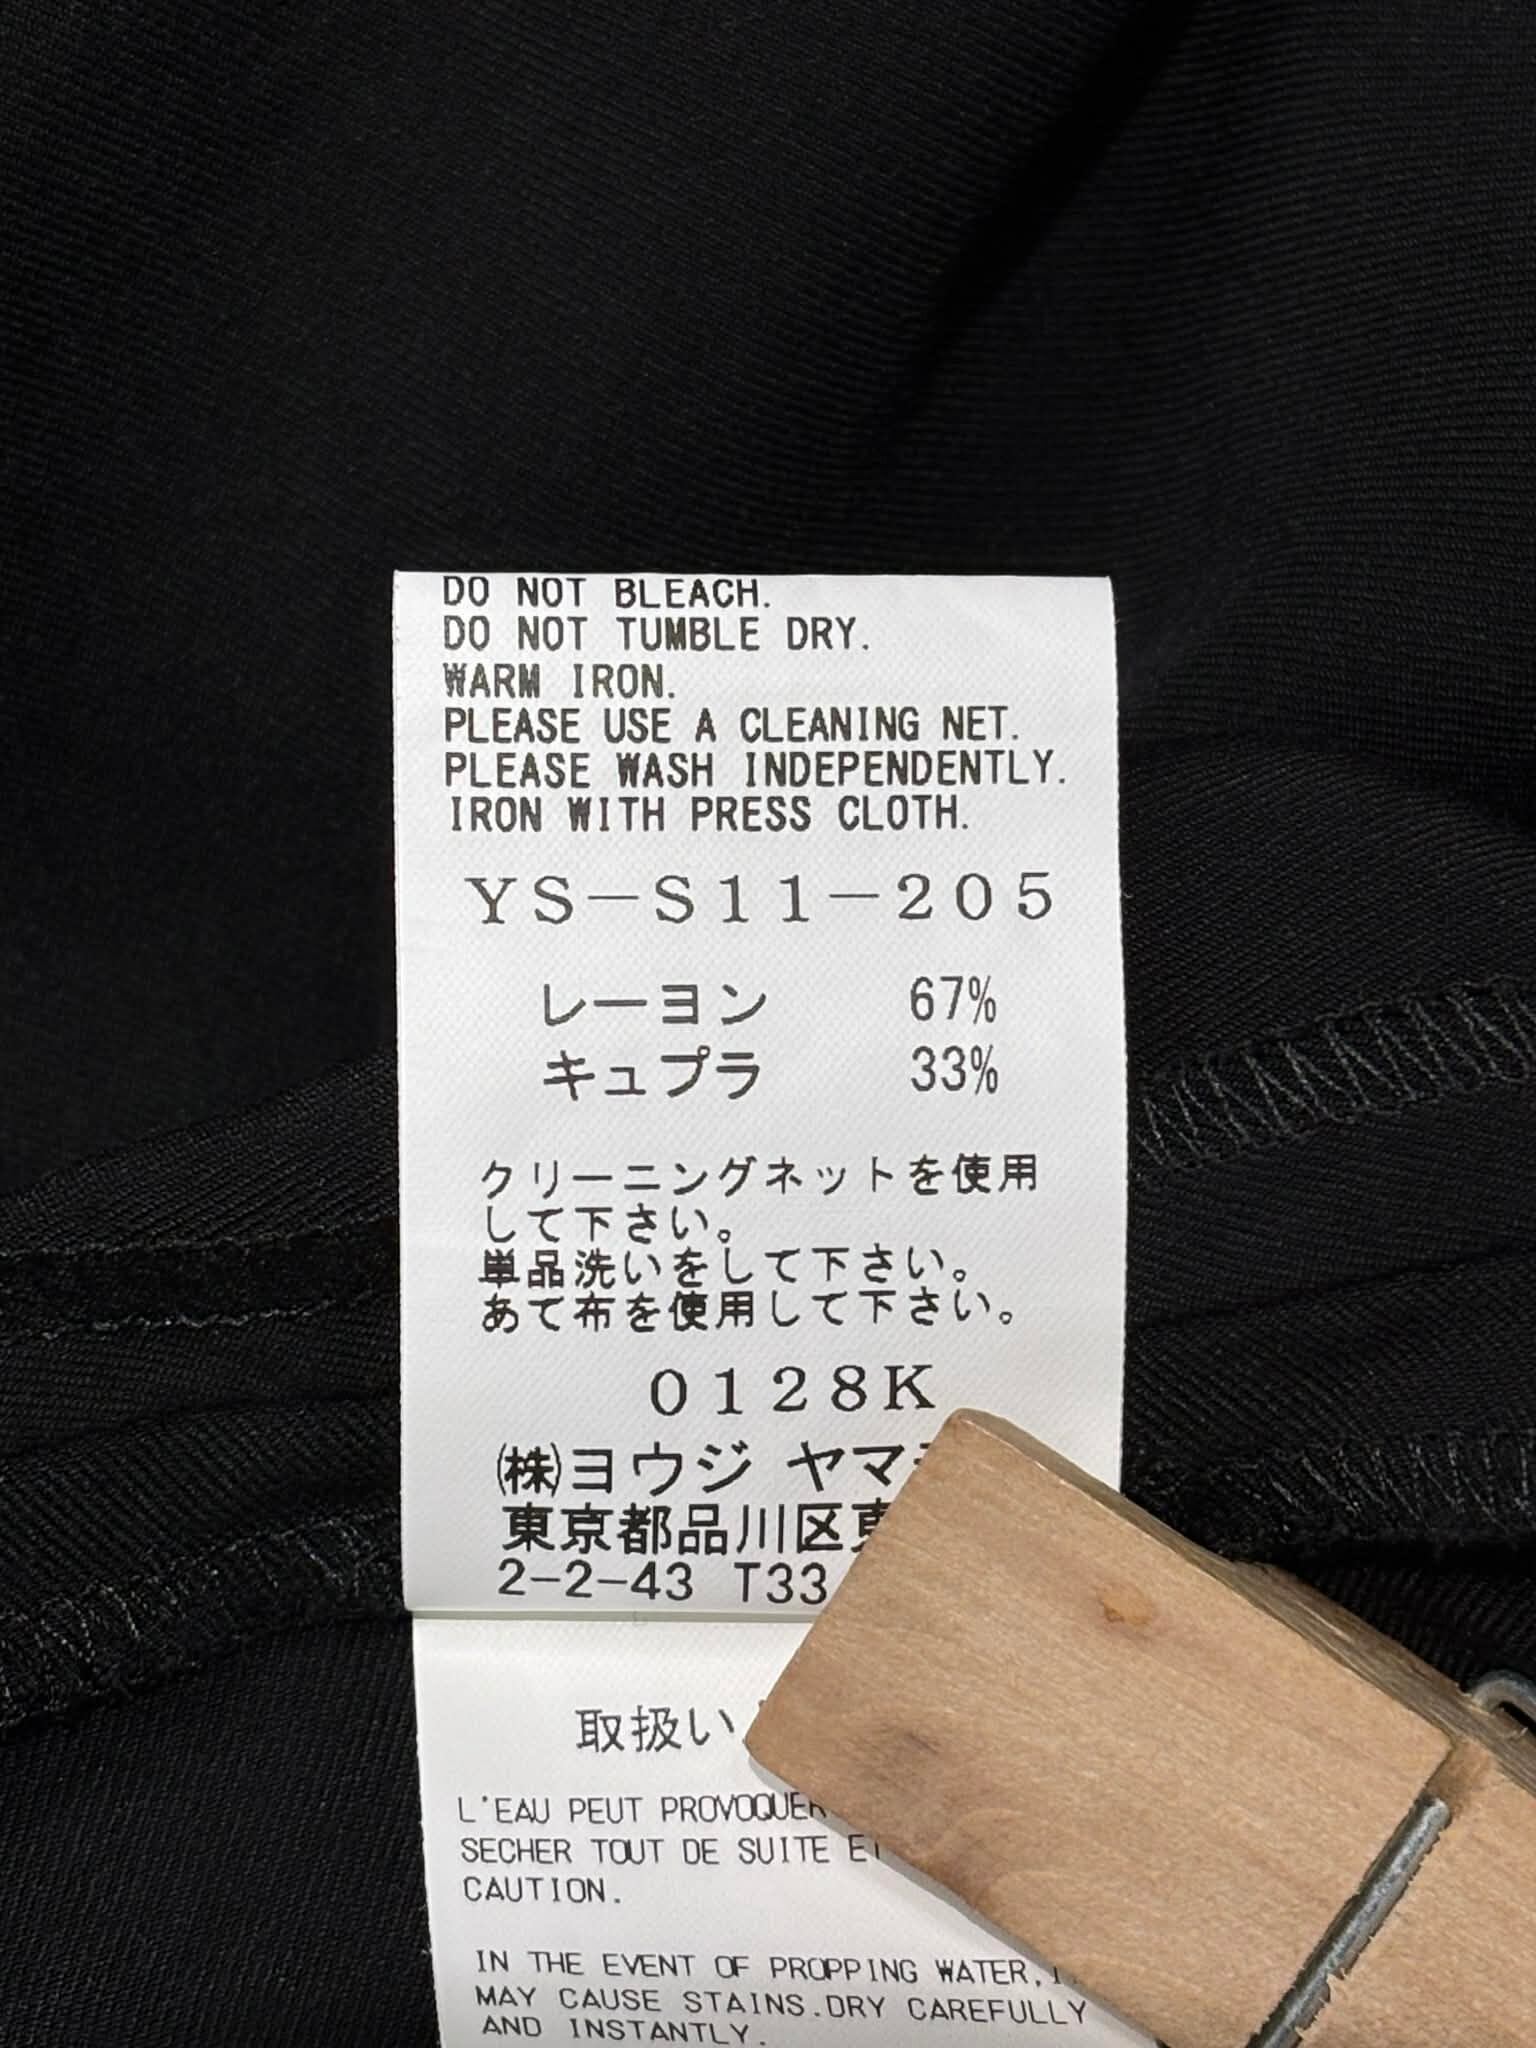 DO NOT BLEACH.
DO NOT TUMBLE DRY.
WARM IRON.
PLEASE USE A CLEANING NET.
PLEASE WASH INDEPENDENTLY.
IRON WITH PRESS CLOTH.
YS-S11-205
レーヨン 67%
キュプラ 33%
クリーニングネットを使用
して下さい。
単品洗いをして下さい。
あて布を使用して下さい。
0128K
㈱ヨウジ ヤマ
東京都品川区東
2-2-43 T33
取扱い
L'EAU PEUT PROVOQUER
SECHER TOUT DE SUITE ET
CAUTION.
IN THE EVENT OF PROPPING WATER,
MAY CAUSE STAINS.DRY CAREFULLY
AND INSTANTLY.